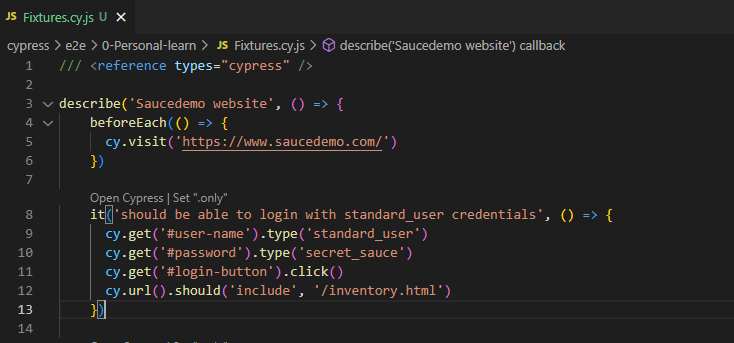 JS Fixtures.cy.js U ×
cypress > e2e > 0-Personal-learn > JS Fixtures.cy.js > describe('Saucedemo website') callback
1 /// <reference types="cypress" />
2
3 describe('Saucedemo website', () => {
4 beforeEach(() => {
5 cy.visit('https://www.saucedemo.com/')
6 })
7
Open Cypress | Set ".only"
8 it('should be able to login with standard_user credentials', () => {
9 cy.get('#user-name').type('standard_user')
10 cy.get('#password').type('secret_sauce')
11 cy.get('#login-button').click()
12 cy.url().should('include', '/inventory.html')
13 })
14